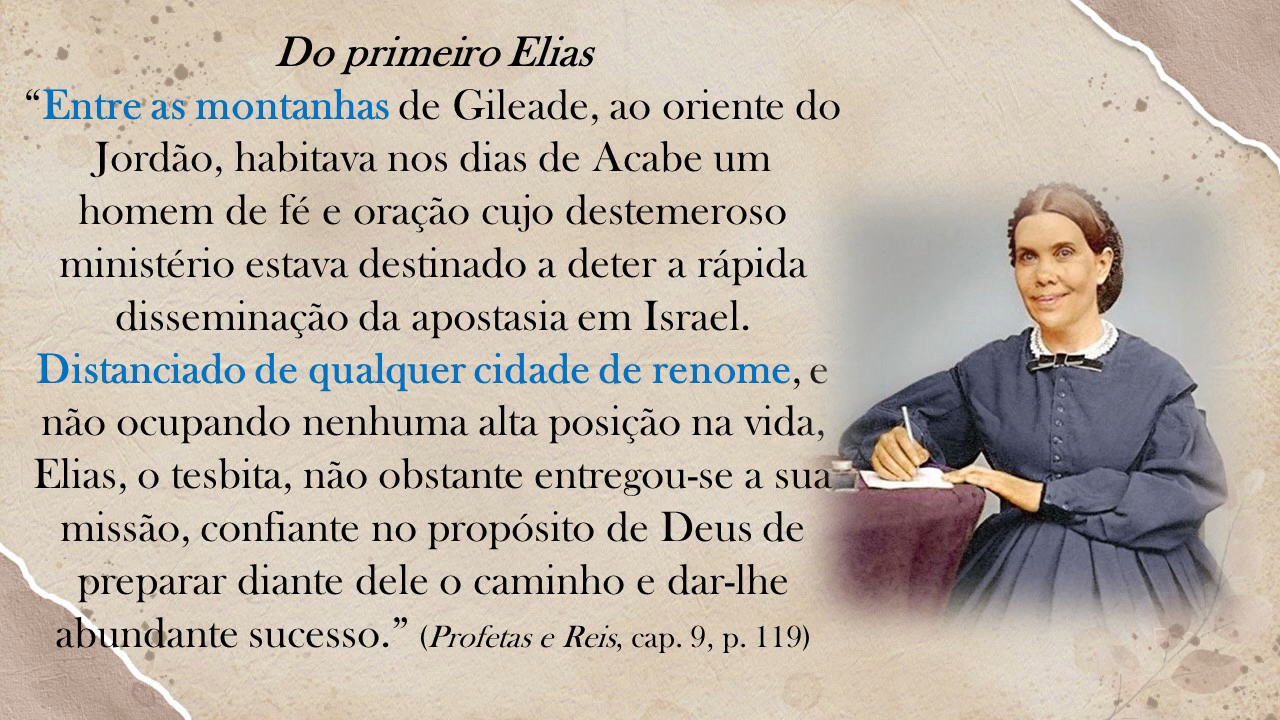 Do primeiro Elias
“Entre as montanhas de Gileade, ao oriente do
Jordão, habitava nos dias de Acabe um
homem de fé e oração cujo destemeroso
ministério estava destinado a deter a rápida
disseminação da apostasia em Israel.
Distanciado de qualquer cidade de renome, e
não ocupando nenhuma alta posição na vida,
Elias, o tesbita, não obstante entregou-se a sua
missão, confiante no propósito de Deus de
preparar diante dele o caminho e dar-lhe
abundante sucesso.” (Profetas e Reis, cap. 9, p. 119)